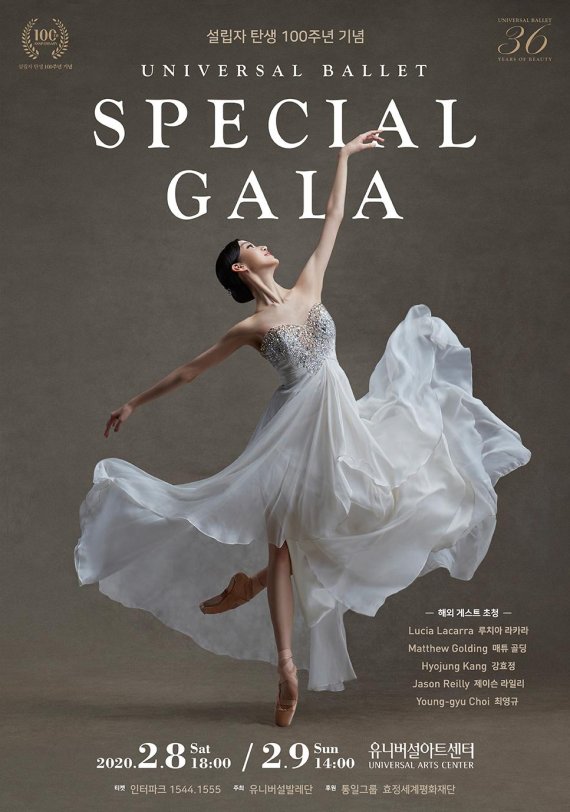 100
ANNIVERSARY
설립자 탄생 100주년 기념
설립자 탄생 100주년 기념
UNIVERSAL BALLET
36
YEARS OF BEAUTY
UNIVERSAL BALLET
SPECIAL
GALA
해외 게스트 초청
Lucia Lacarra 루치아 라카라
Matthew Golding 매튜 골딩
Hyojung Kang 강효정
Jason Reilly 제이슨 라일리
Young-gyu Choi 최영규
2020. 2.8 Sat 18:00 / 2.9 Sun 14:00
유니버설아트센터
UNIVERSAL ARTS CENTER
티켓 인터파크 1544.1555 주최 유니버설발레단 후원 통일그룹 효정세계평화재단